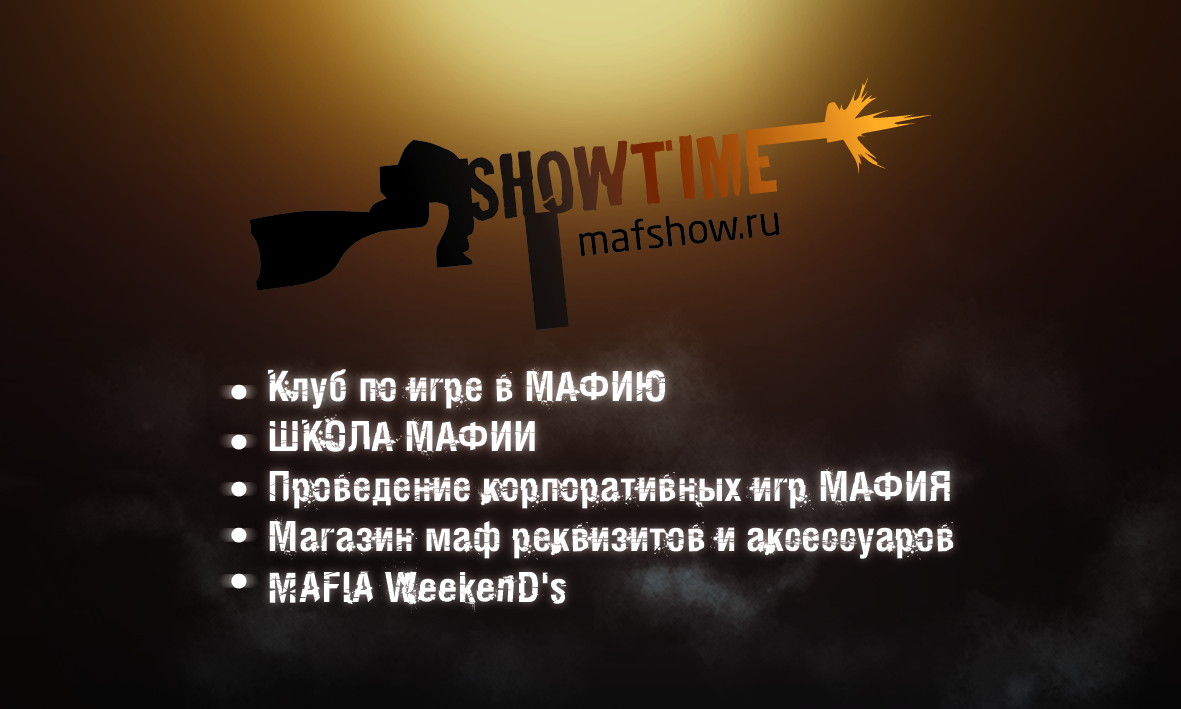 SHOWTIME
mafshow.ru
Клуб по игре в МАФИЮ
ШКОЛА МАФИИ
Проведение корпоративных игр МАФИЯ
Магазин маф реквизитов и аксессуаров
MAFIA WeekenD's